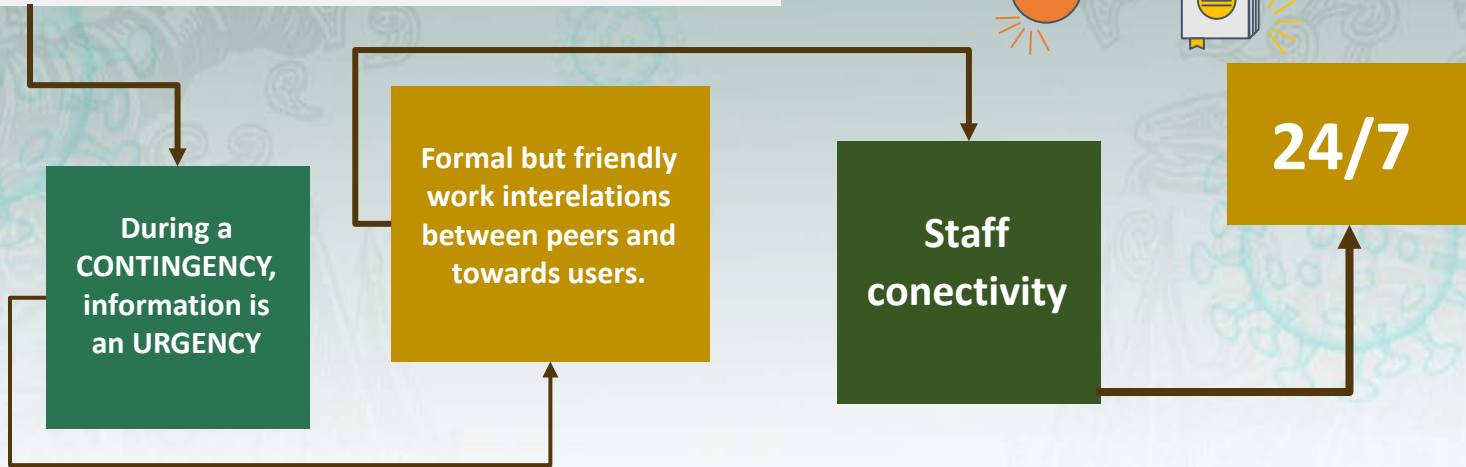 During a
CONTINGENCY,
information is
an URGENCY
Formal but friendly
work interelations
between peers and
towards users.
Staff
conectivity
24/7